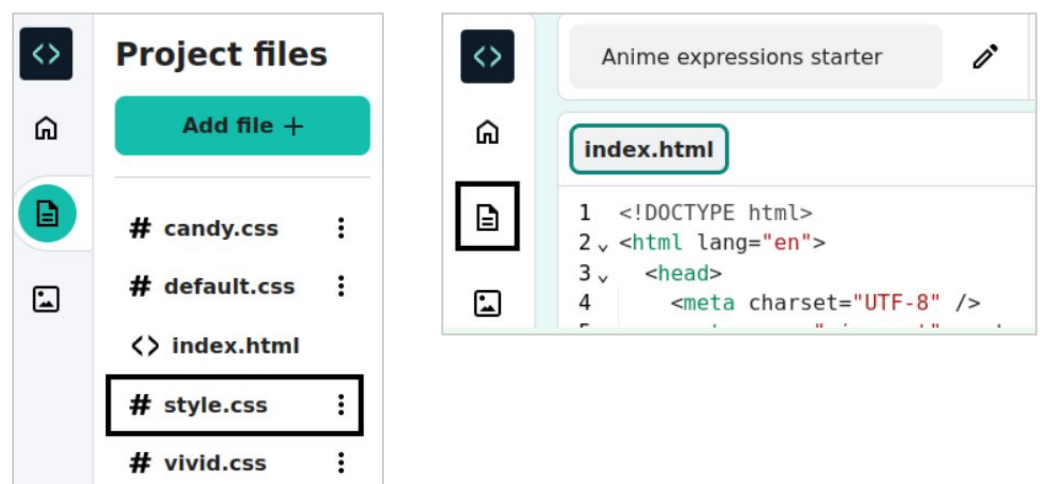 Project files
Add file +
# candy.css
# default.css
<> index.html
# style.css
# vivid.css
Anime expressions starter
index.html
1 <!DOCTYPE html>
2 <html lang="en">
3 <head>
4 <meta charset="UTF-8" />